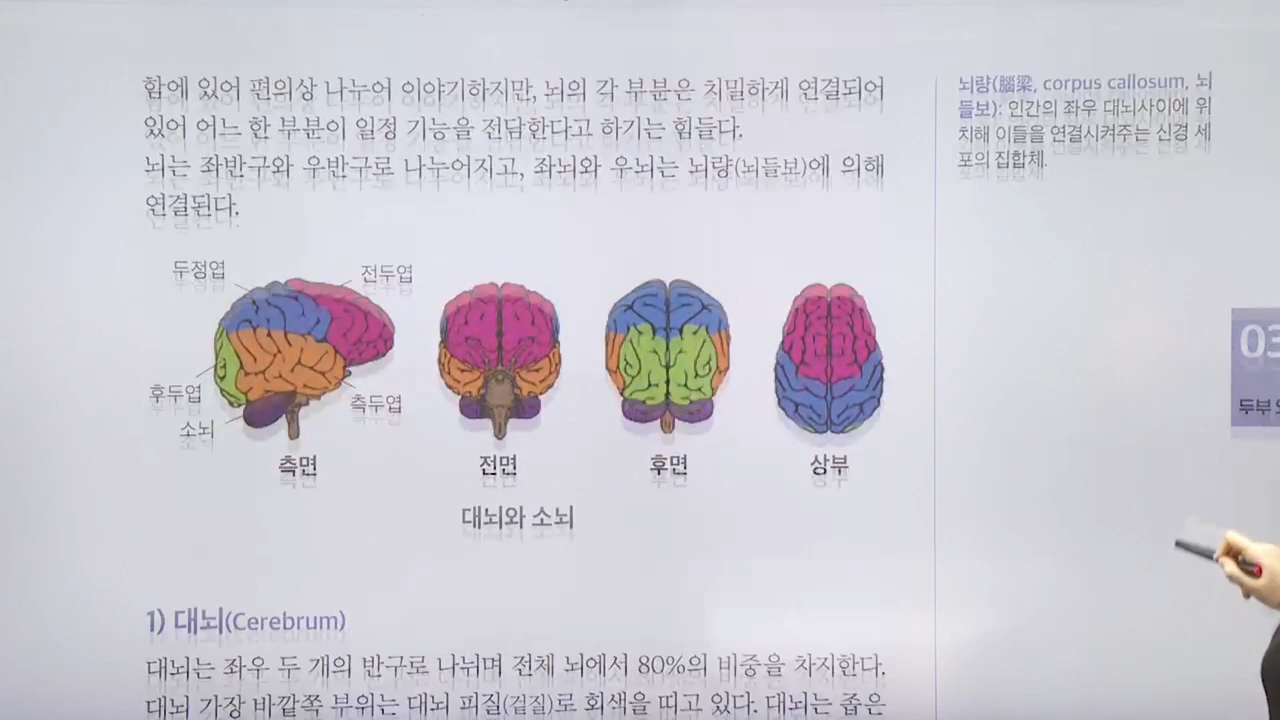 함에 있어 편의상 나누어 이야기하지만, 뇌의 각 부분은 치밀하게 연결되어
있어 어느 한 부분이 일정 기능을 전담한다고 하기는 힘들다.
뇌는 좌반구와 우반구로 나누어지고, 좌뇌와 우뇌는 뇌량(뇌들보)에 의해
연결된다.
뇌량(腦梁, corpus callosum, 뇌
들보): 인간의 좌우 대뇌사이에 위
치해 이들을 연결시켜주는 신경 세
포의 집합체.
두정엽
전두엽
후두엽
측두엽
소뇌
측면
전면
후면
상부
대뇌와 소뇌
03
두부
1) 대뇌(Cerebrum)
대뇌는 좌우 두 개의 반구로 나뉘며 전체 뇌에서 80%의 비중을 차지한다.
대뇌 가장 바깥쪽 부위는 대뇌 피질(겉질)로 회색을 띠고 있다. 대뇌는 좁은